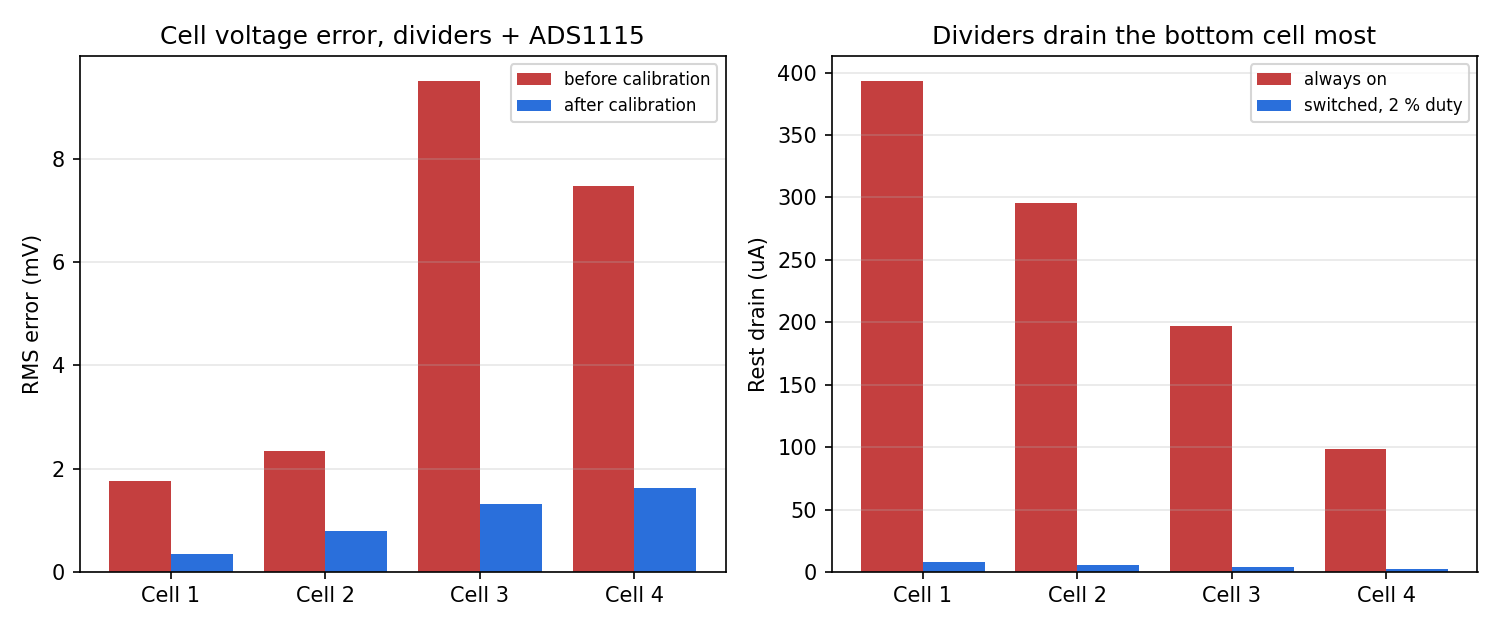 Cell voltage error, dividers + ADS1115
before calibration
after calibration
RMS error (mV)
8
6
4
2
0
Cell 1
Cell 2
Cell 3
Cell 4
Dividers drain the bottom cell most
always on
switched, 2 % duty
Rest drain (uA)
400
350
300
250
200
150
100
50
0
Cell 1
Cell 2
Cell 3
Cell 4